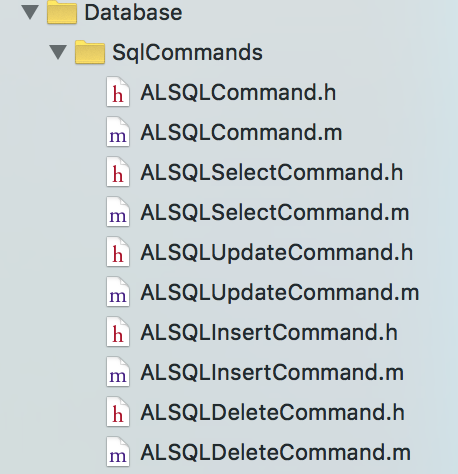 Database
SqlCommands
h ALSQLCommand.h
m ALSQLCommand.m
h ALSQLSelectCommand.h
m ALSQLSelectCommand.m
h ALSQLUpdateCommand.h
m ALSQLUpdateCommand.m
h ALSQLInsertCommand.h
m ALSQLInsertCommand.m
h ALSQLDeleteCommand.h
m ALSQLDeleteCommand.m